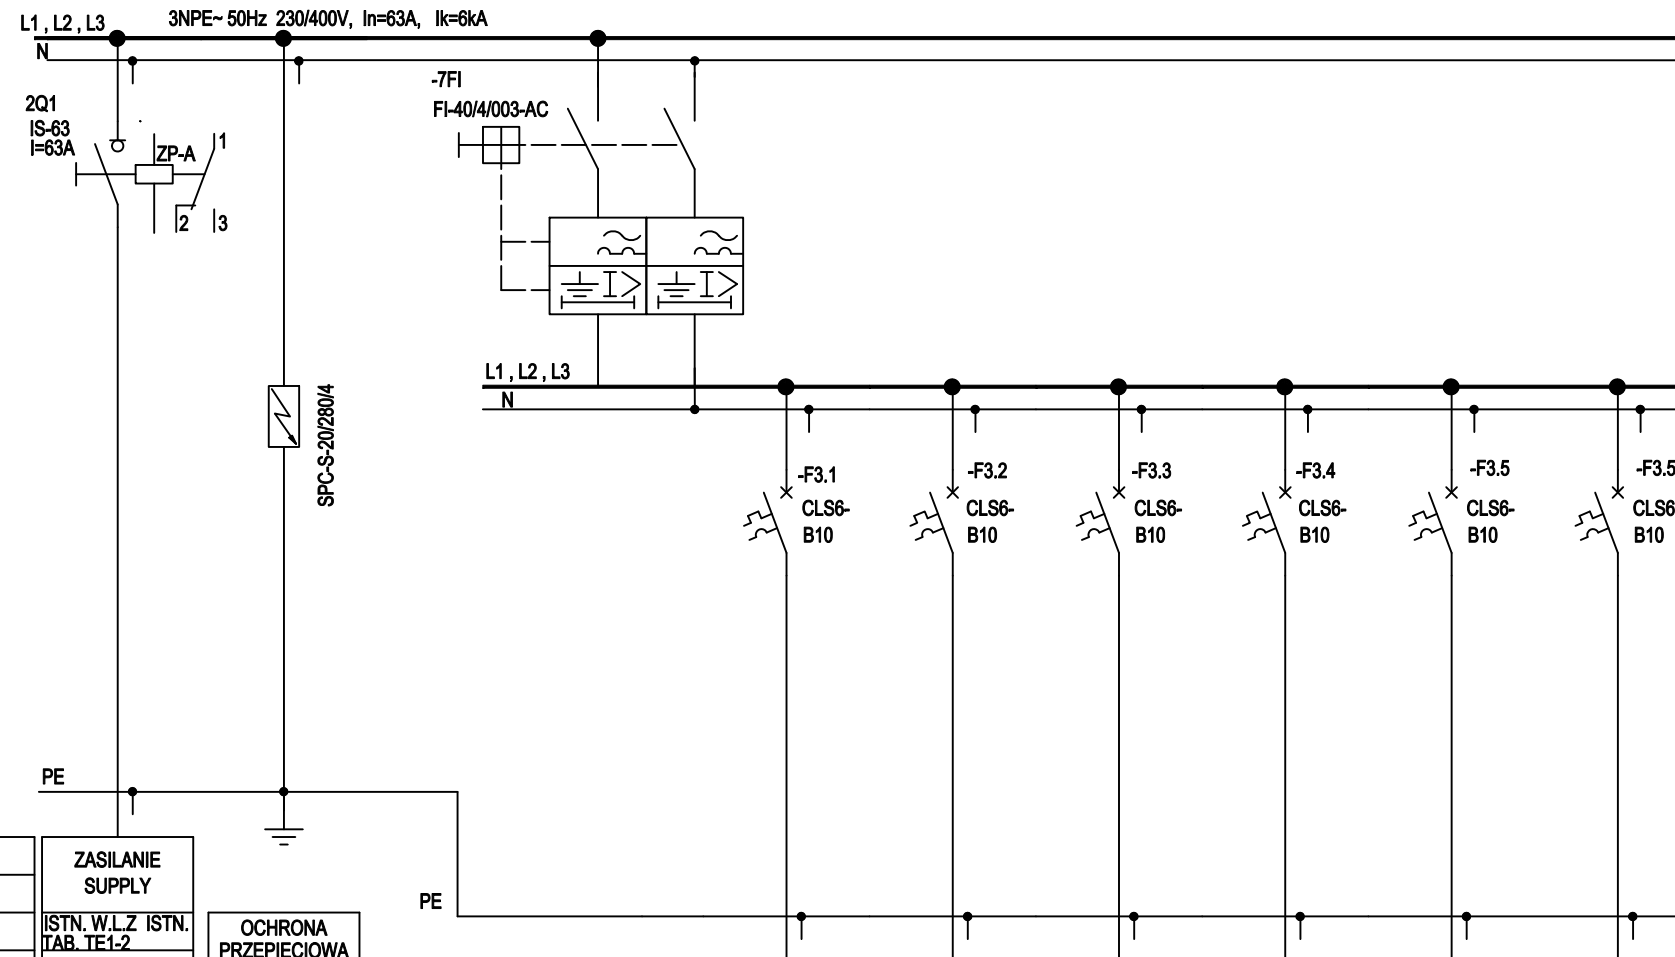 L1 , L2 , L3
3NPE~ 50Hz 230/400V, In=63A, Ik=6kA
N
2Q1
IS-63
I=63A
ZP-A
1
2
3
-7FI
FI-40/4/003-AC
SPC-S-20/280/4
L1 , L2 , L3
N
-F3.1
CLS6-
B10
-F3.2
CLS6-
B10
-F3.3
CLS6-
B10
-F3.4
CLS6-
B10
-F3.5
CLS6-
B10
-F3.5
CLS6
B10
PE
PE
ZASILANIE
SUPPLY
ISTN. W.L.Z ISTN.
TAB. TE1-2
OCHRONA
PRZEPIĘCIOWA